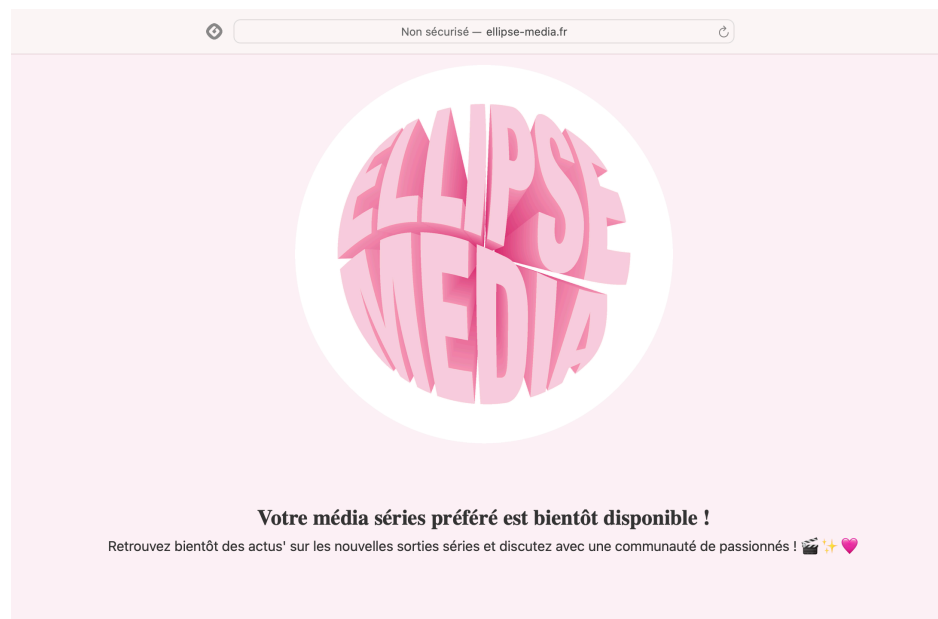 Non sécurisé — ellipse-media.fr
ELLIPSE
MEDIA
Votre média séries préféré est bientôt disponible !
Retrouvez bientôt des actus' sur les nouvelles sorties séries et discutez avec une communauté de passionnés ! 🎬✨💗